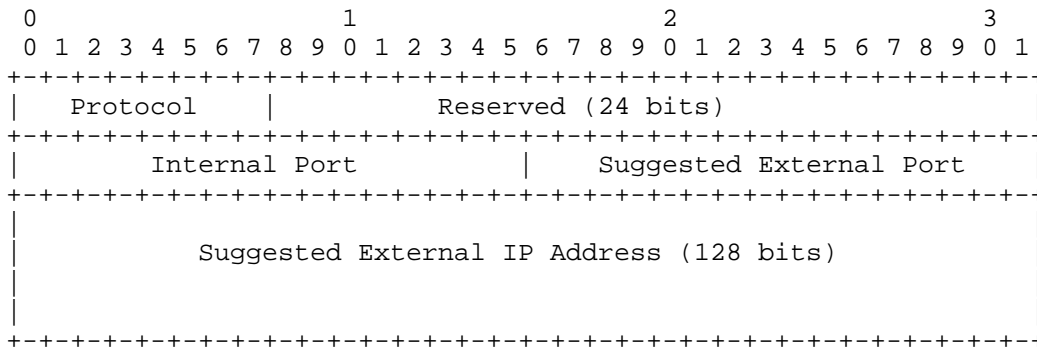 0                   1                   2                   3
 0 1 2 3 4 5 6 7 8 9 0 1 2 3 4 5 6 7 8 9 0 1 2 3 4 5 6 7 8 9 0 1
+-+-+-+-+-+-+-+-+-+-+-+-+-+-+-+-+-+-+-+-+-+-+-+-+-+-+-+-+-+-+-+-
|   Protocol    |          Reserved (24 bits)
+-+-+-+-+-+-+-+-+-+-+-+-+-+-+-+-+-+-+-+-+-+-+-+-+-+-+-+-+-+-+-+-
|        Internal Port          |    Suggested External Port
+-+-+-+-+-+-+-+-+-+-+-+-+-+-+-+-+-+-+-+-+-+-+-+-+-+-+-+-+-+-+-+-
|
|           Suggested External IP Address (128 bits)
|
|
+-+-+-+-+-+-+-+-+-+-+-+-+-+-+-+-+-+-+-+-+-+-+-+-+-+-+-+-+-+-+-+-